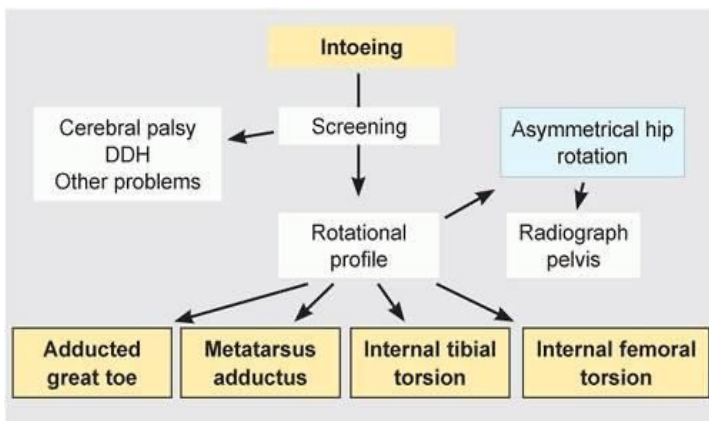 Intoeing
Cerebral palsy
DDH
Other problems
Screening
Asymmetrical hip
rotation
Rotational
profile
Radiograph
pelvis
Adducted
great toe
Metatarsus
adductus
Internal tibial
torsion
Internal femoral
torsion